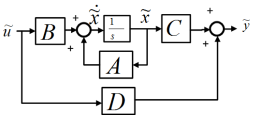 ũ B + + ẋ̃ 1/s x̃ C + + ỹ
A
D